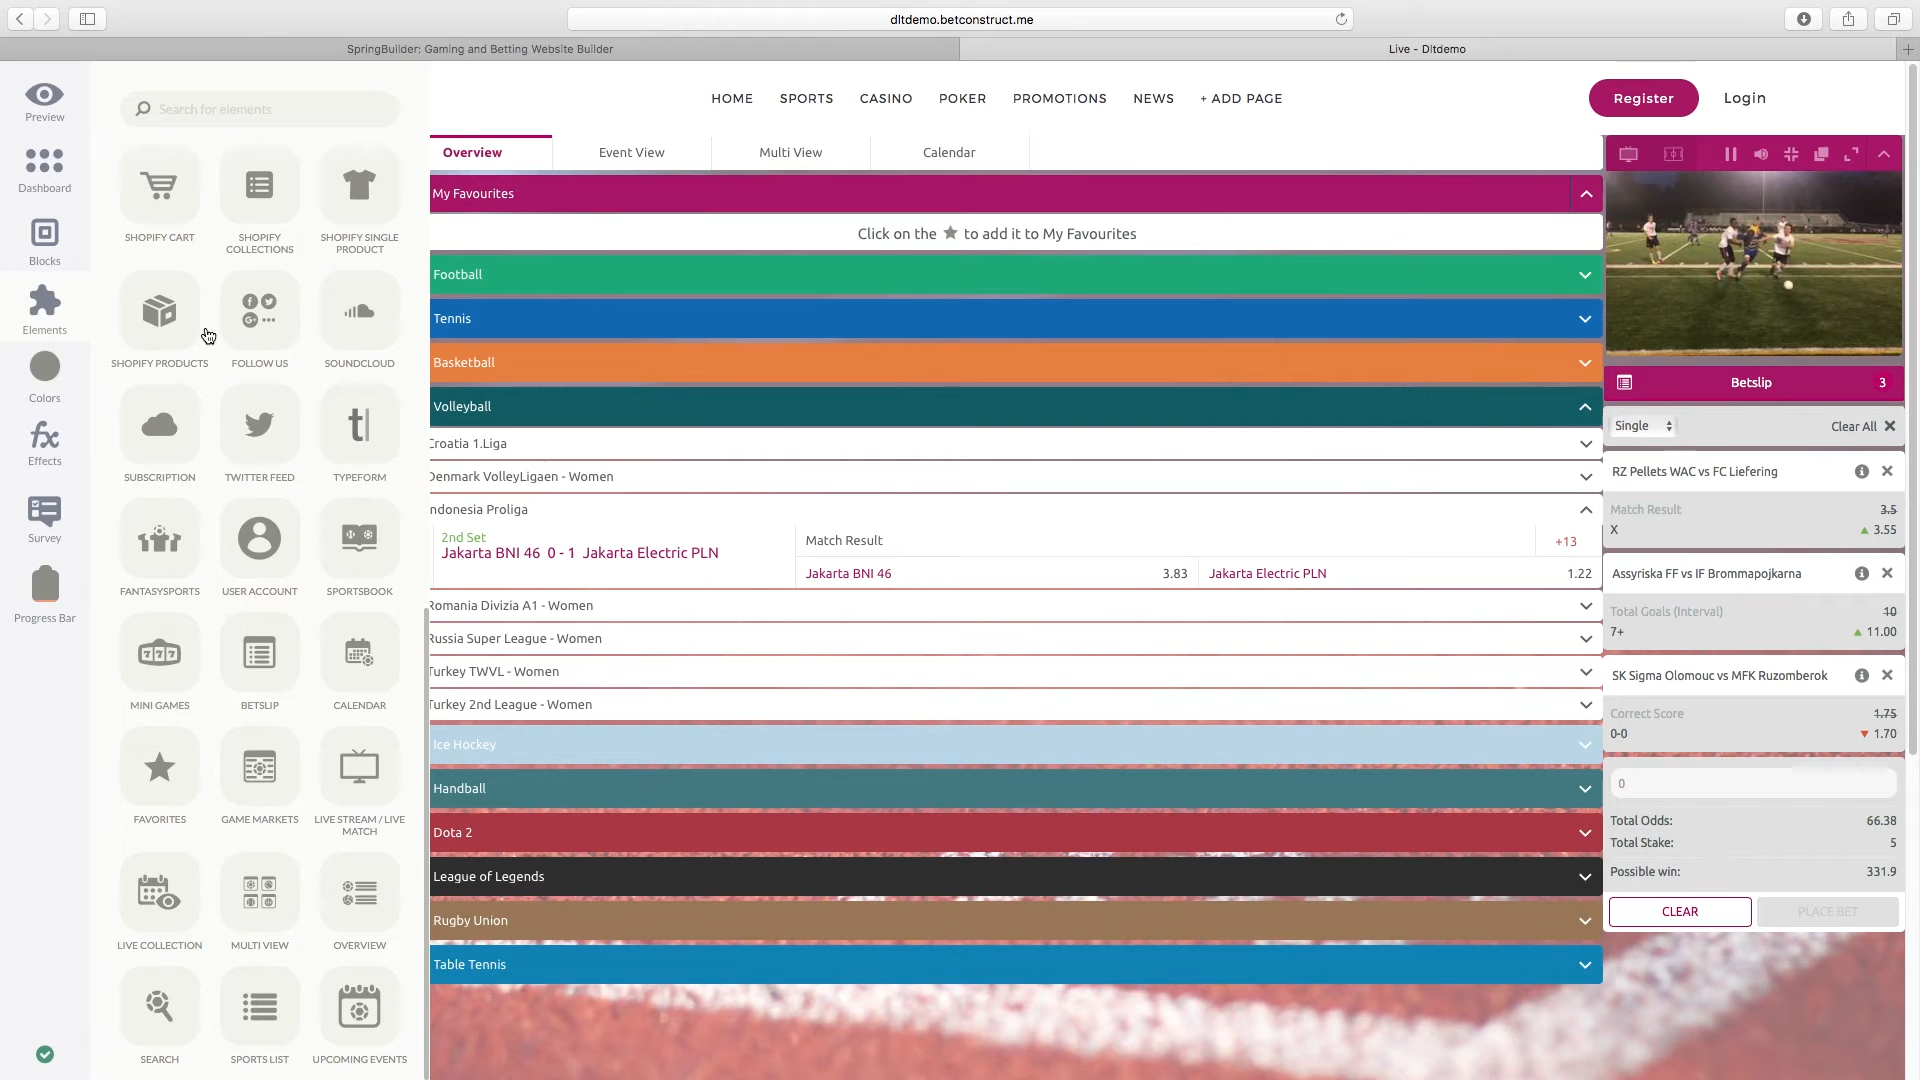 dltdemo.betconstruct.me
SpringBuilder: Gaming and Betting Website Builder
Live - Dltdemo
Preview
Dashboard
Blocks
Elements
Colors
fx
Effects
Survey
Progress Bar
Search for elements
SHOPIFY CART
SHOPIFY COLLECTIONS
SHOPIFY SINGLE PRODUCT
SHOPIFY PRODUCTS
FOLLOW US
SOUNDCLOUD
SUBSCRIPTION
TWITTER FEED
TYPEFORM
FANTASYSPORTS
USER ACCOUNT
SPORTSBOOK
777
MINI GAMES
BETSLIP
CALENDAR
FAVORITES
GAME MARKETS
LIVE STREAM / LIVE MATCH
LIVE COLLECTION
MULTI VIEW
OVERVIEW
SEARCH
SPORTS LIST
UPCOMING EVENTS
HOME SPORTS CASINO POKER PROMOTIONS NEWS + ADD PAGE
Register Login
Overview Event View Multi View Calendar
My Favourites
Click on the ★ to add it to My Favourites
Football
Tennis
Basketball
Volleyball
Croatia 1.Liga
Denmark VolleyLigaen - Women
ndonesia Proliga
2nd Set
Jakarta BNI 46 0 - 1 Jakarta Electric PLN
Match Result +13
Jakarta BNI 46 3.83 Jakarta Electric PLN 1.22
Romania Divizia A1 - Women
Russia Super League - Women
Turkey TWVL - Women
Turkey 2nd League - Women
Ice Hockey
Handball
Dota 2
League of Legends
Rugby Union
Table Tennis
Betslip 3
Single Clear All
RZ Pellets WAC vs FC Liefering
Match Result 3.5
X 3.55
Assyriska FF vs IF Brommapojkarna
Total Goals (Interval) 10
7+ 11.00
SK Sigma Olomouc vs MFK Ruzomberok
Correct Score 1.75
0-0 1.70
0
Total Odds: 66.38
Total Stake: 5
Possible win: 331.9
CLEAR PLACE BET